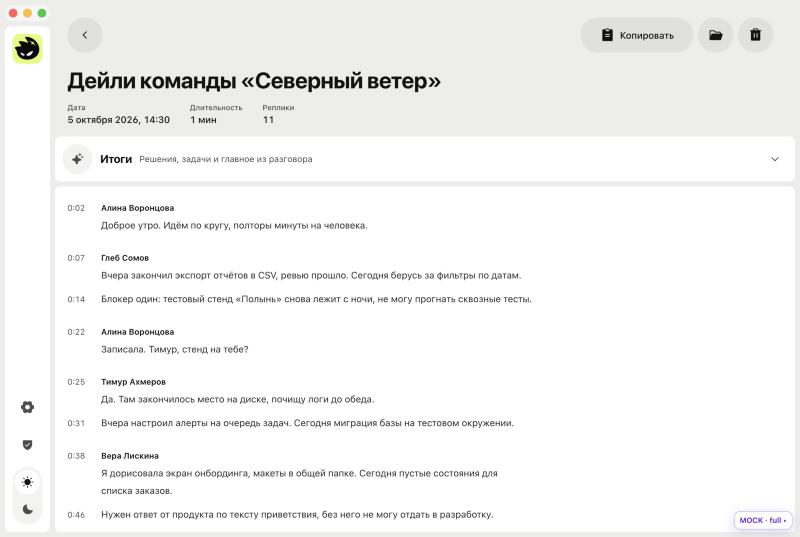 Копировать
Дейли команды «Северный ветер»
Дата
Длительность
Реплики
5 октября 2026, 14:30
1 мин
11
Итоги Решения, задачи и главное из разговора
0:02 Алина Воронцова
Доброе утро. Идём по кругу, полторы минуты на человека.
0:07 Глеб Сомов
Вчера закончил экспорт отчётов в CSV, ревью прошло. Сегодня берусь за фильтры по датам.
0:14 Блокер один: тестовый стенд «Полынь» снова лежит с ночи, не могу прогнать сквозные тесты.
0:22 Алина Воронцова
Записала. Тимур, стенд на тебе?
0:25 Тимур Ахмеров
Да. Там закончилось место на диске, почищу логи до обеда.
0:31 Вчера настроил алерты на очередь задач. Сегодня миграция базы на тестовом окружении.
0:38 Вера Лискина
Я дорисовала экран онбординга, макеты в общей папке. Сегодня пустые состояния для
списка заказов.
0:46 Нужен ответ от продукта по тексту приветствия, без него не могу отдать в разработку.
MOCK · full ▸